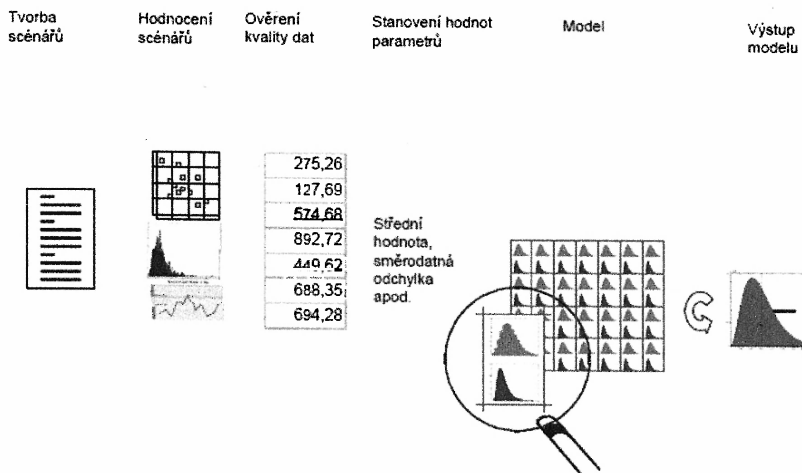 Tvorba
scénářů
Hodnocení
scénářů
Ověření
kvality dat
Stanovení hodnot
parametrů
Model
Výstup
modelu
275,26
127,69
574,68
892,72
449,62
688,35
694,28
Střední
hodnota,
směrodatná
odchylka
apod.